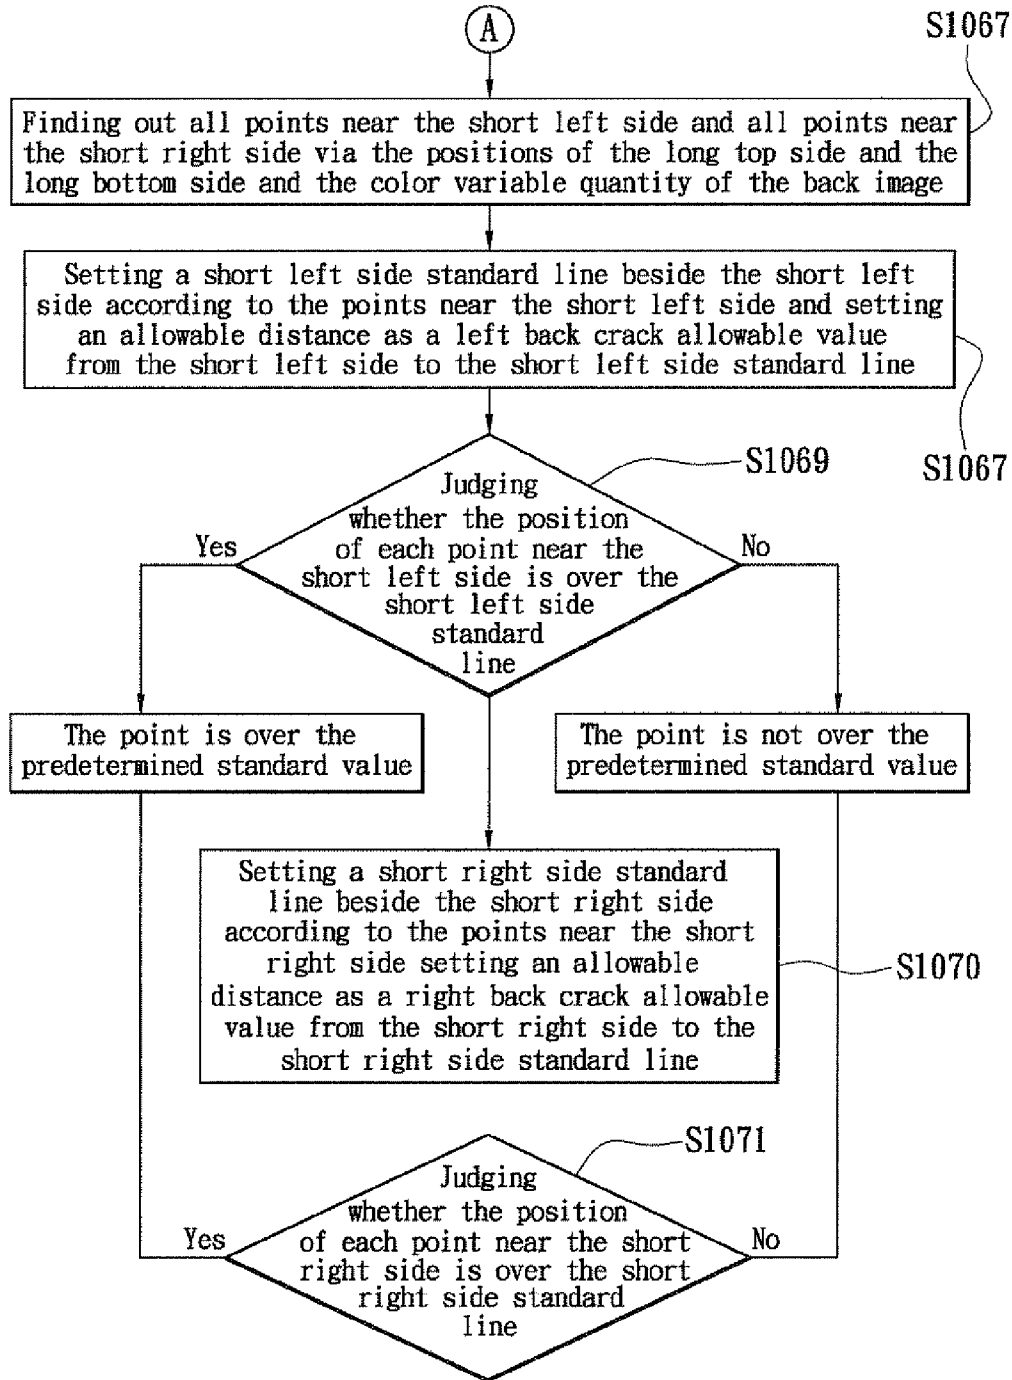 A
S1067
Finding out all points near the short left side and all points near
the short right side via the positions of the long top side and the
long bottom side and the color variable quantity of the back image
Setting a short left side standard line beside the short left
side according to the points near the short left side and setting
an allowable distance as a left back crack allowable value
from the short left side to the short left side standard line
S1067
S1069
Judging
whether the position
of each point near the
short left side is over the
short left side
standard
line
Yes
No
The point is over the
predetermined standard value
The point is not over the
predetermined standard value
Setting a short right side standard
line beside the short right side
according to the points near the short
right side setting an allowable
distance as a right back crack allowable
value from the short right side to the
short right side standard line
S1070
S1071
Judging
whether the position
of each point near the short
right side is over the short
right side standard
line
Yes
No